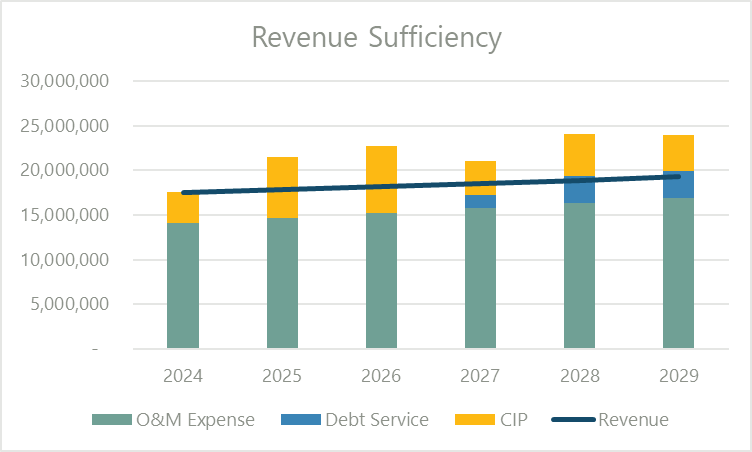 Revenue Sufficiency
30,000,000
25,000,000
20,000,000
15,000,000
10,000,000
5,000,000
-
2024 2025 2026 2027 2028 2029
O&M Expense Debt Service CIP Revenue